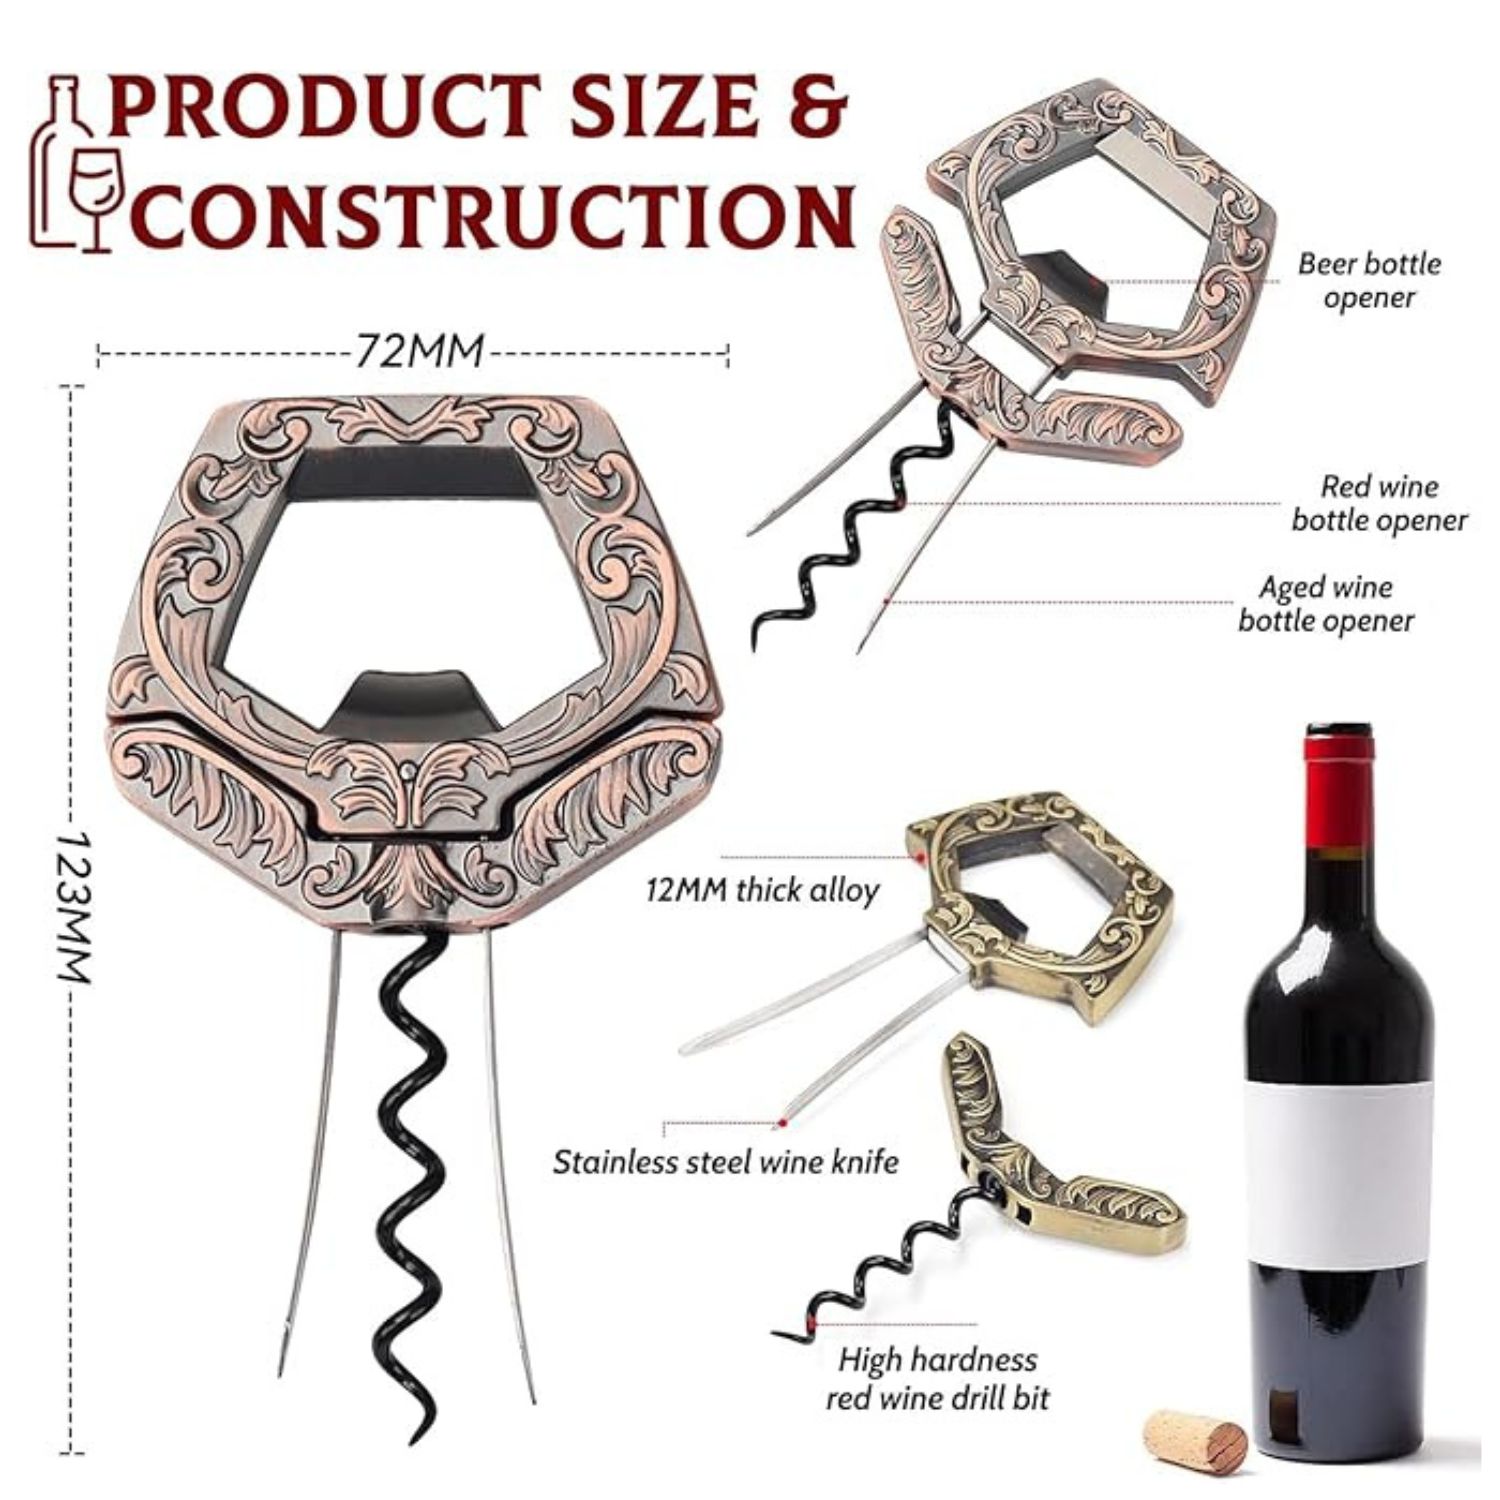 PRODUCT SIZE &
CONSTRUCTION
72MM
123MM
Beer bottle
opener
Red wine
bottle opener
Aged wine
bottle opener
12MM thick alloy
Stainless steel wine knife
High hardness
red wine drill bit